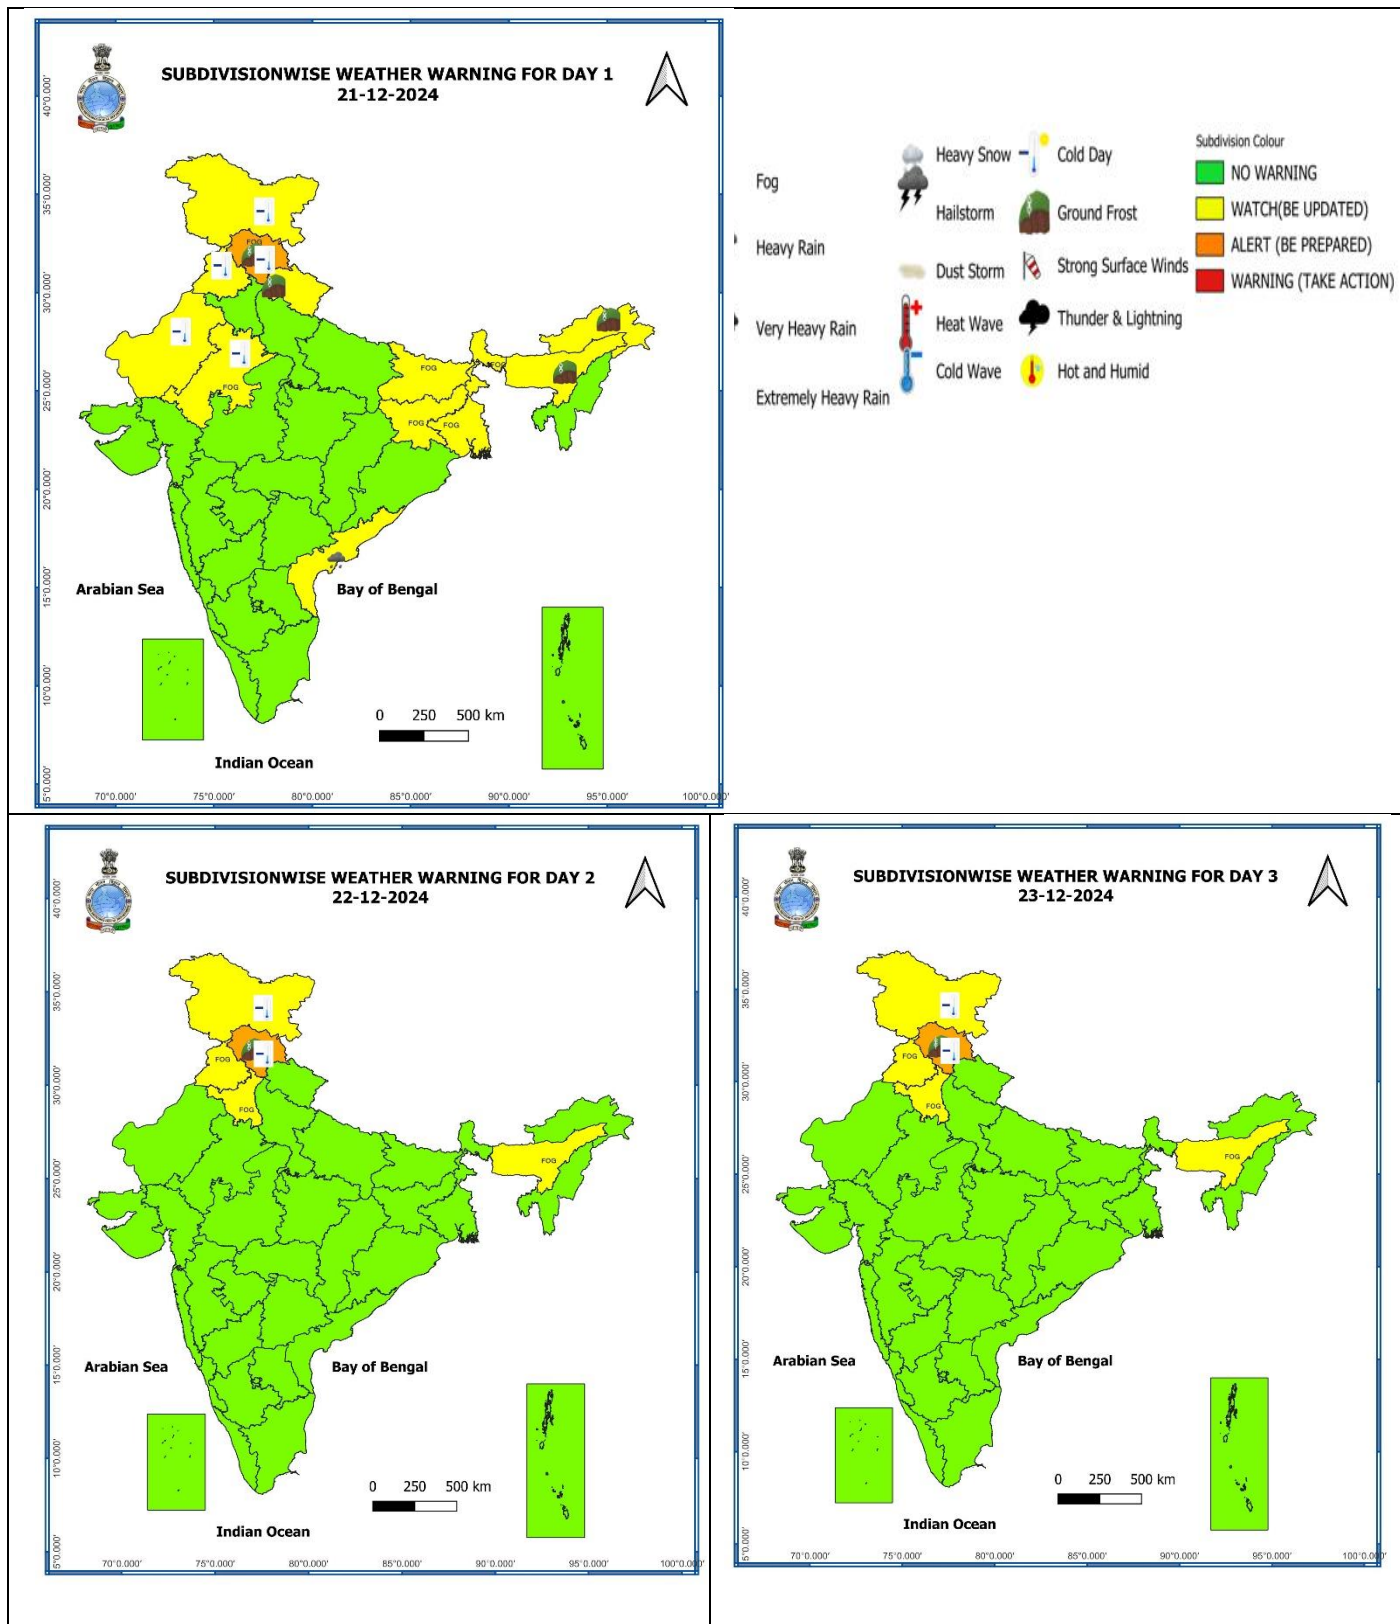 SUBDIVISIONWISE WEATHER WARNING FOR DAY 1
21-12-2024
40°0.000'
35°0.000'
30°0.000'
25°0.000'
20°0.000'
15°0.000'
10°0.000'
5°0.000'
FOG
FOG
FOG
FOG
FOG
FOG
Arabian Sea
Bay of Bengal
0 250 500 km
Indian Ocean
70°0.000' 75°0.000' 80°0.000' 85°0.000' 90°0.000' 95°0.000' 100°0.000'
Fog
Heavy Rain
Very Heavy Rain
Extremely Heavy Rain
Heavy Snow
Hailstorm
Dust Storm
Heat Wave
Cold Wave
Cold Day
Ground Frost
Strong Surface Winds
Thunder & Lightning
Hot and Humid
Subdivision Colour
NO WARNING
WATCH(BE UPDATED)
ALERT (BE PREPARED)
WARNING (TAKE ACTION)
SUBDIVISIONWISE WEATHER WARNING FOR DAY 2
22-12-2024
40°0.000'
35°0.000'
30°0.000'
25°0.000'
20°0.000'
15°0.000'
10°0.000'
5°0.000'
FOG
FOG
FOG
Arabian Sea
Bay of Bengal
0 250 500 km
Indian Ocean
70°0.000' 75°0.000' 80°0.000' 85°0.000' 90°0.000' 95°0.000' 100°0.000'
SUBDIVISIONWISE WEATHER WARNING FOR DAY 3
23-12-2024
40°0.000'
35°0.000'
30°0.000'
25°0.000'
20°0.000'
15°0.000'
10°0.000'
5°0.000'
FOG
FOG
FOG
Arabian Sea
Bay of Bengal
0 250 500 km
Indian Ocean
70°0.000' 75°0.000' 80°0.000' 85°0.000' 90°0.000' 95°0.000' 100°0.000'